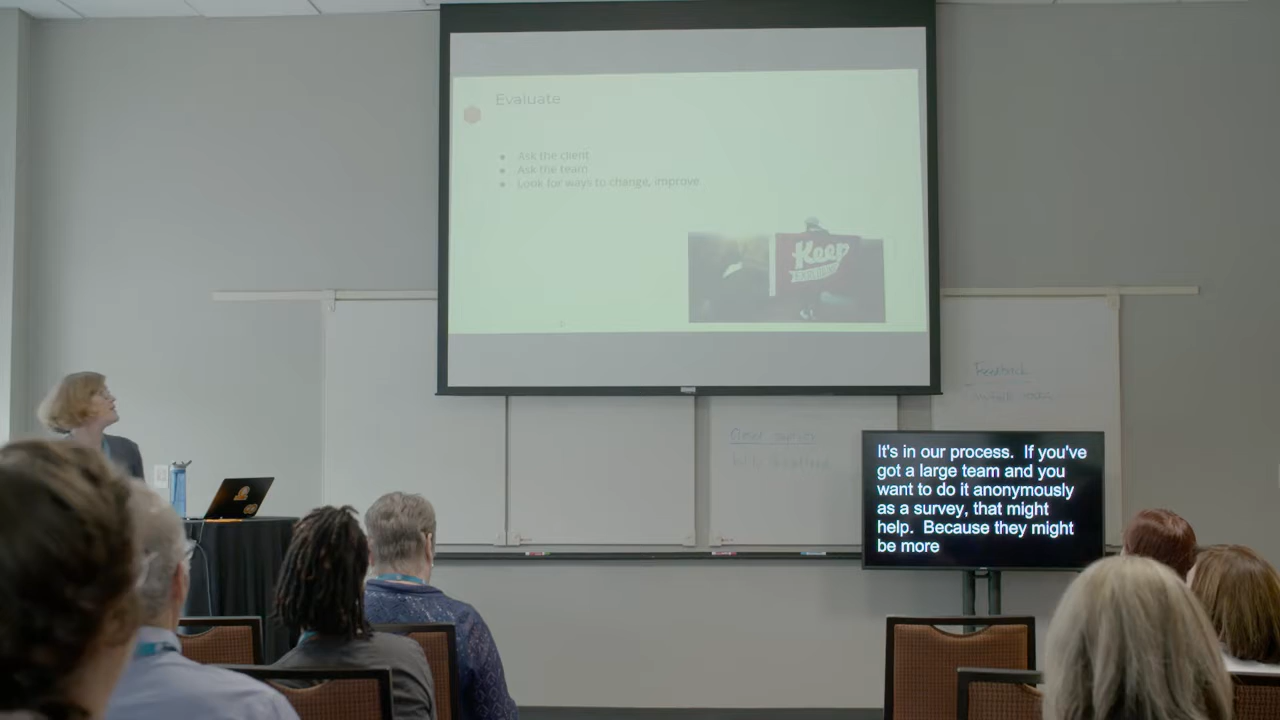 Evaluate
● Ask the client
● Ask the team
● Look for ways to change, improve
Keep
Feedback
It's in our process.  If you've
got a large team and you
want to do it anonymously
as a survey, that might
help.  Because they might
be more